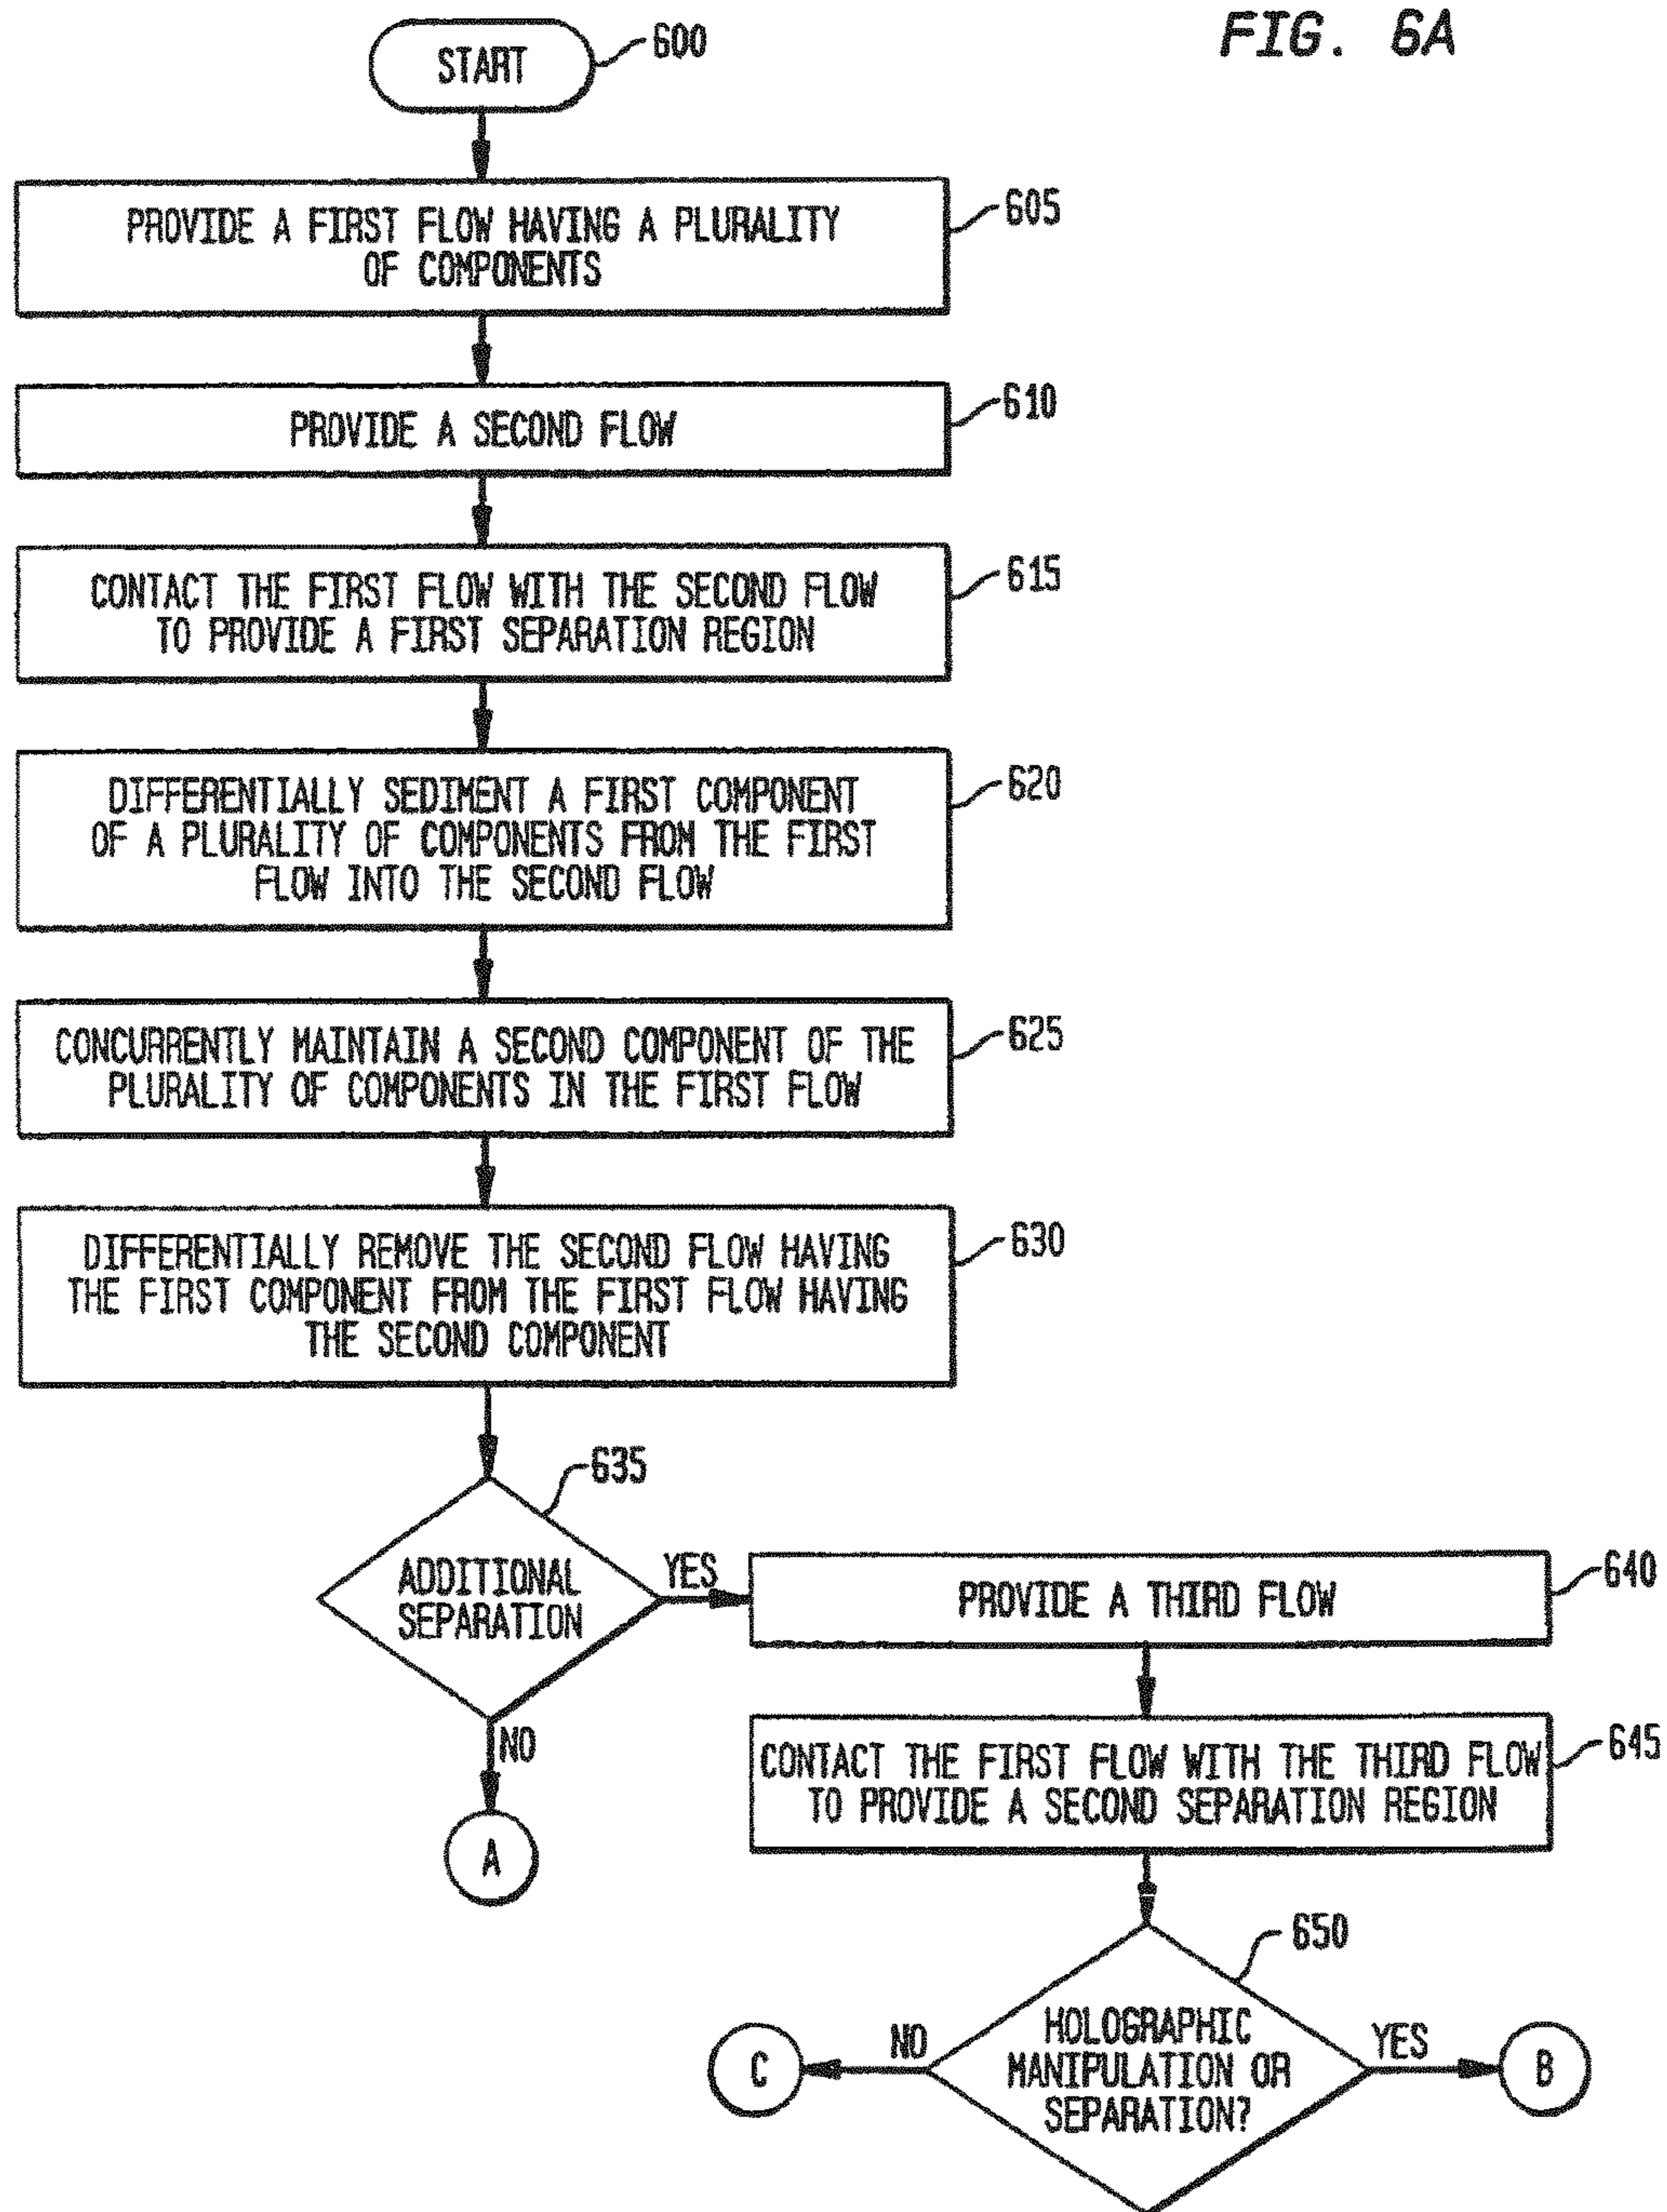 FIG. 6A
START
600
PROVIDE A FIRST FLOW HAVING A PLURALITY
OF COMPONENTS
605
PROVIDE A SECOND FLOW
610
CONTACT THE FIRST FLOW WITH THE SECOND FLOW
TO PROVIDE A FIRST SEPARATION REGION
615
DIFFERENTIALLY SEDIMENT A FIRST COMPONENT
OF A PLURALITY OF COMPONENTS FROM THE FIRST
FLOW INTO THE SECOND FLOW
620
CONCURRENTLY MAINTAIN A SECOND COMPONENT OF THE
PLURALITY OF COMPONENTS IN THE FIRST FLOW
625
DIFFERENTIALLY REMOVE THE SECOND FLOW HAVING
THE FIRST COMPONENT FROM THE FIRST FLOW HAVING
THE SECOND COMPONENT
630
635
ADDITIONAL
SEPARATION
YES
NO
A
PROVIDE A THIRD FLOW
640
CONTACT THE FIRST FLOW WITH THE THIRD FLOW
TO PROVIDE A SECOND SEPARATION REGION
645
650
HOLOGRAPHIC
MANIPULATION OR
SEPARATION?
NO
C
YES
B